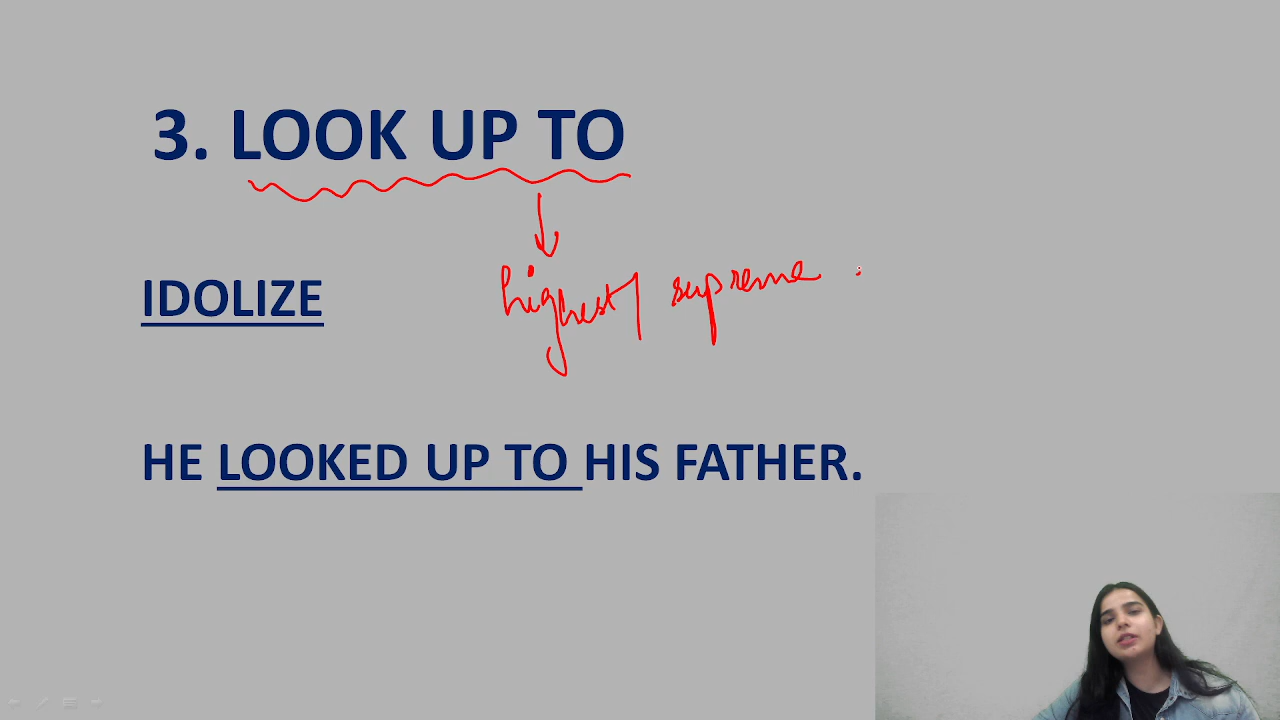 3. LOOK UP TO
highest/ supreme
IDOLIZE
HE LOOKED UP TO HIS FATHER.